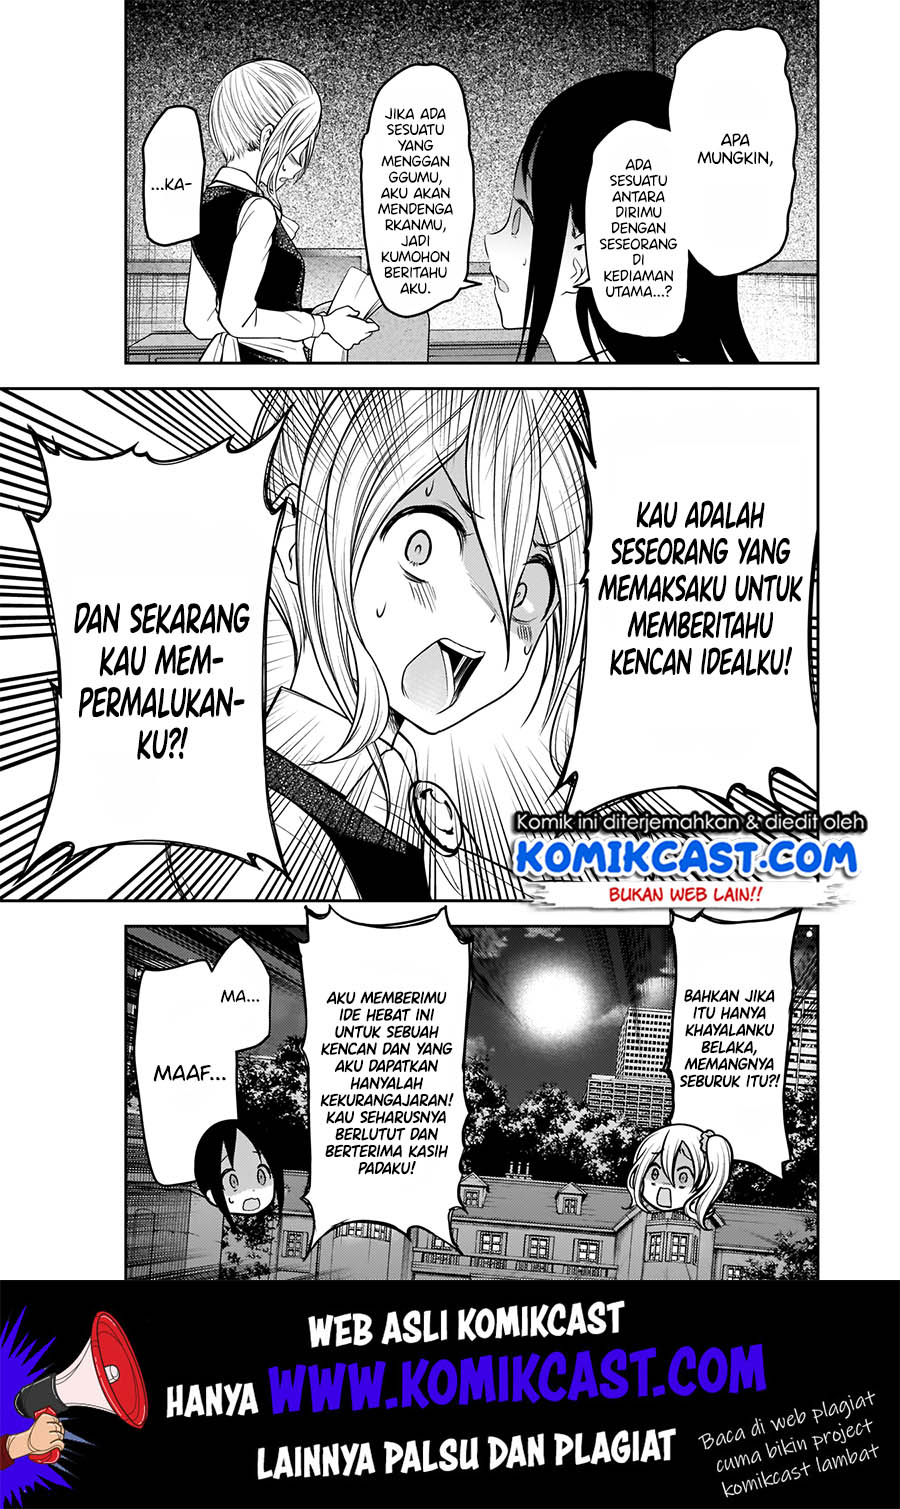 APA
MUNGKIN,
ADA
SESUATU
ANTARA
DIRIMU
DENGAN
SESEORANG
DI
KEDIAMAN
UTAMA...?
JIKA ADA
SESUATU
YANG
MENGGAN
GGUMU,
AKU AKAN
MENDENGA
RKANMU,
JADI
KUMOHON
BERITAHU
AKU.
...KA-
KAU ADALAH
SESEORANG YANG
MEMAKSAKU UNTUK
MEMBERITAHU
KENCAN IDEALKU!
DAN SEKARANG
KAU MEM-
PERMALUKAN-
KU?!
Komik ini diterjemahkan & diedit oleh
KOMIKCAST.COM
BUKAN WEB LAIN!!
BAHKAN JIKA
ITU HANYA
KHAYALANKU
BELAKA,
MEMANGNYA
SEBURUK ITU?!
AKU MEMBERIMU
IDE HEBAT INI
UNTUK SEBUAH
KENCAN DAN YANG
AKU DAPATKAN
HANYALAH
KEKURANGAJARAN!
KAU SEHARUSNYA
BERLUTUT DAN
BERTERIMA KASIH
PADAKU!
MA...
MAAF...
WEB ASLI KOMIKCAST
HANYA WWW.KOMIKCAST.COM
LAINNYA PALSU DAN PLAGIAT
Baca di web plagiat
cuma bikin project
komikcast lambat